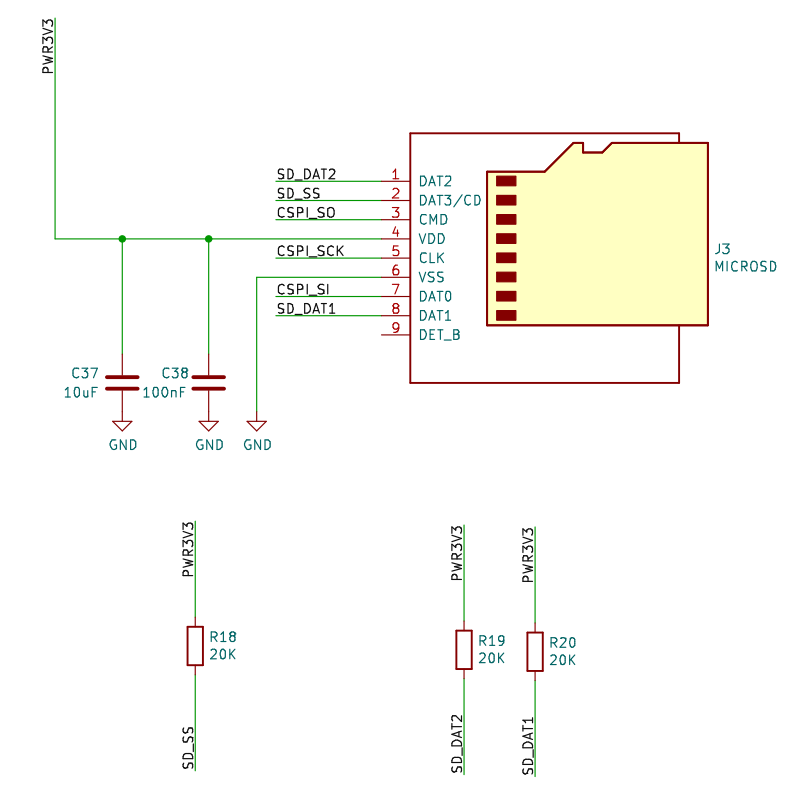 PWR3V3
SD_DAT2 1 DAT2
SD_SS 2 DAT3/CD
CSPI_SO 3 CMD
4 VDD
CSPI_SCK 5 CLK
6 VSS
CSPI_SI 7 DAT0
SD_DAT1 8 DAT1
9 DET_B
J3
MICROSD
C37
10uF
C38
100nF
GND
GND
GND
PWR3V3
R18
20K
SD_SS
PWR3V3
R19
20K
SD_DAT2
PWR3V3
R20
20K
SD_DAT1